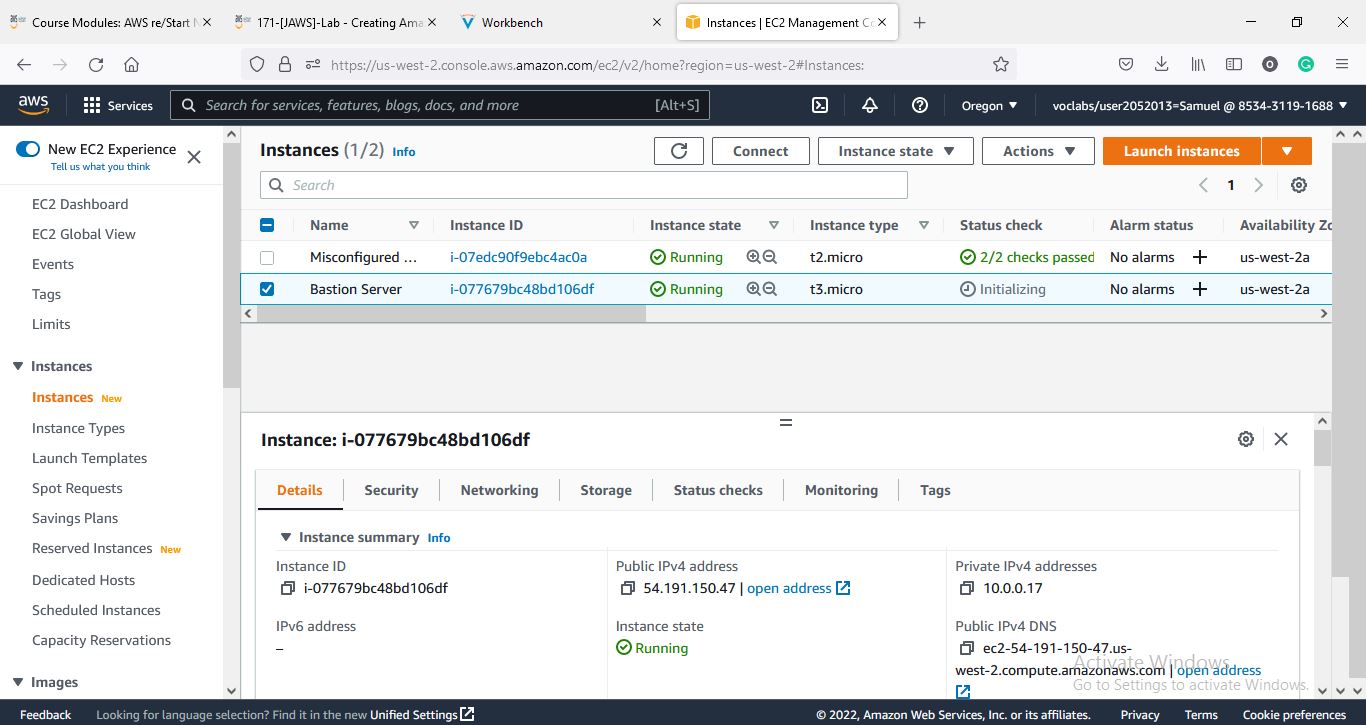 Course Modules: AWS re/Start
171-[JAWS]-Lab - Creating Ama
Workbench
Instances | EC2 Management Co
https://us-west-2.console.aws.amazon.com/ec2/v2/home?region=us-west-2#Instances:
aws
Services
Search for services, features, blogs, docs, and more
[Alt+S]
Oregon
voclabs/user2052013=Samuel @ 8534-3119-1688
New EC2 Experience
Tell us what you think
EC2 Dashboard
EC2 Global View
Events
Tags
Limits
Instances
Instances New
Instance Types
Launch Templates
Spot Requests
Savings Plans
Reserved Instances New
Dedicated Hosts
Scheduled Instances
Capacity Reservations
Images
Instances (1/2) Info
Connect
Instance state
Actions
Launch instances
Search
1
Name Instance ID Instance state Instance type Status check Alarm status Availability Zo
Misconfigured ... i-07edc90f9ebc4ac0a Running t2.micro 2/2 checks passed No alarms + us-west-2a
Bastion Server i-077679bc48bd106df Running t3.micro Initializing No alarms + us-west-2a
Instance: i-077679bc48bd106df
Details Security Networking Storage Status checks Monitoring Tags
Instance summary Info
Instance ID
i-077679bc48bd106df
Public IPv4 address
54.191.150.47 | open address
Private IPv4 addresses
10.0.0.17
IPv6 address
–
Instance state
Running
Public IPv4 DNS
ec2-54-191-150-47.us-
west-2.compute.amazonaws.com | open address
Activate Windows
Go to Settings to activate Windows.
Feedback
Looking for language selection? Find it in the new Unified Settings
© 2022, Amazon Web Services, Inc. or its affiliates.
Privacy
Terms
Cookie preferences